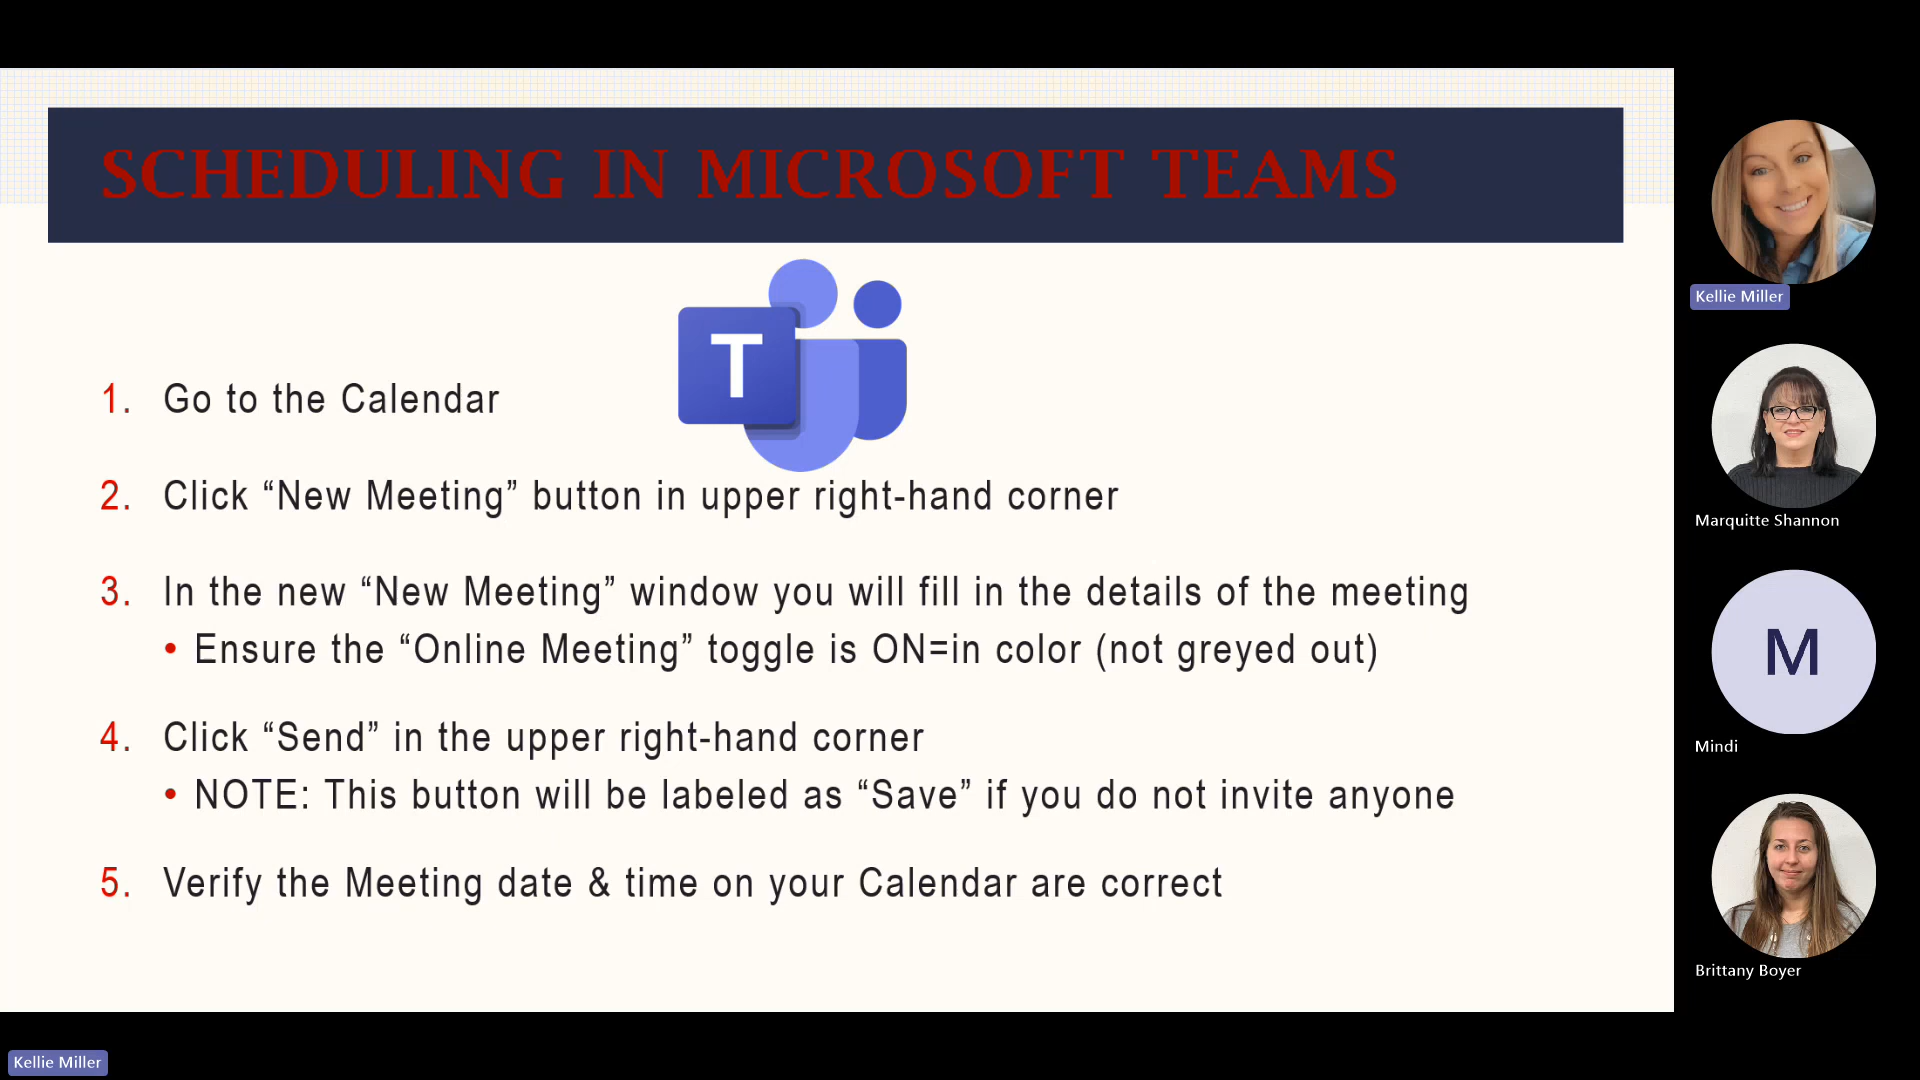 SCHEDULING IN MICROSOFT TEAMS
T
1. Go to the Calendar
2. Click “New Meeting” button in upper right-hand corner
3. In the new “New Meeting” window you will fill in the details of the meeting
• Ensure the “Online Meeting” toggle is ON=in color (not greyed out)
4. Click “Send” in the upper right-hand corner
• NOTE: This button will be labeled as “Save” if you do not invite anyone
5. Verify the Meeting date & time on your Calendar are correct
Kellie Miller
Marquitte Shannon
M
Mindi
Brittany Boyer
Kellie Miller